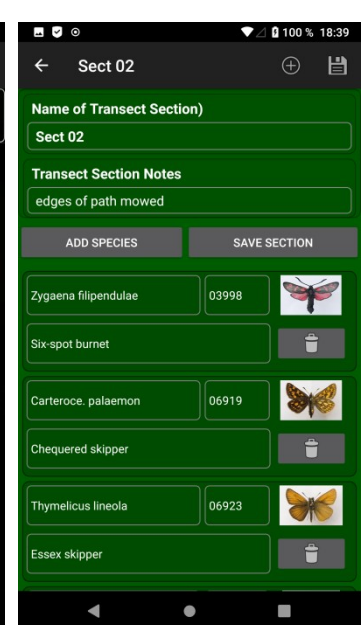 100 % 18:39
Sect 02
Name of Transect Section)
Sect 02
Transect Section Notes
edges of path mowed
ADD SPECIES SAVE SECTION
Zygaena filipendulae 03998
Six-spot burnet
Carteroce. palaemon 06919
Chequered skipper
Thymelicus lineola 06923
Essex skipper